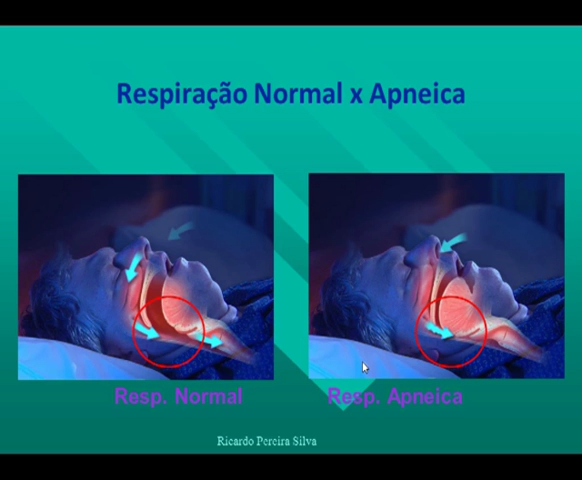 Respiração Normal x Apneica
Resp. Normal
Resp. Apneica
Ricardo Pereira Silva